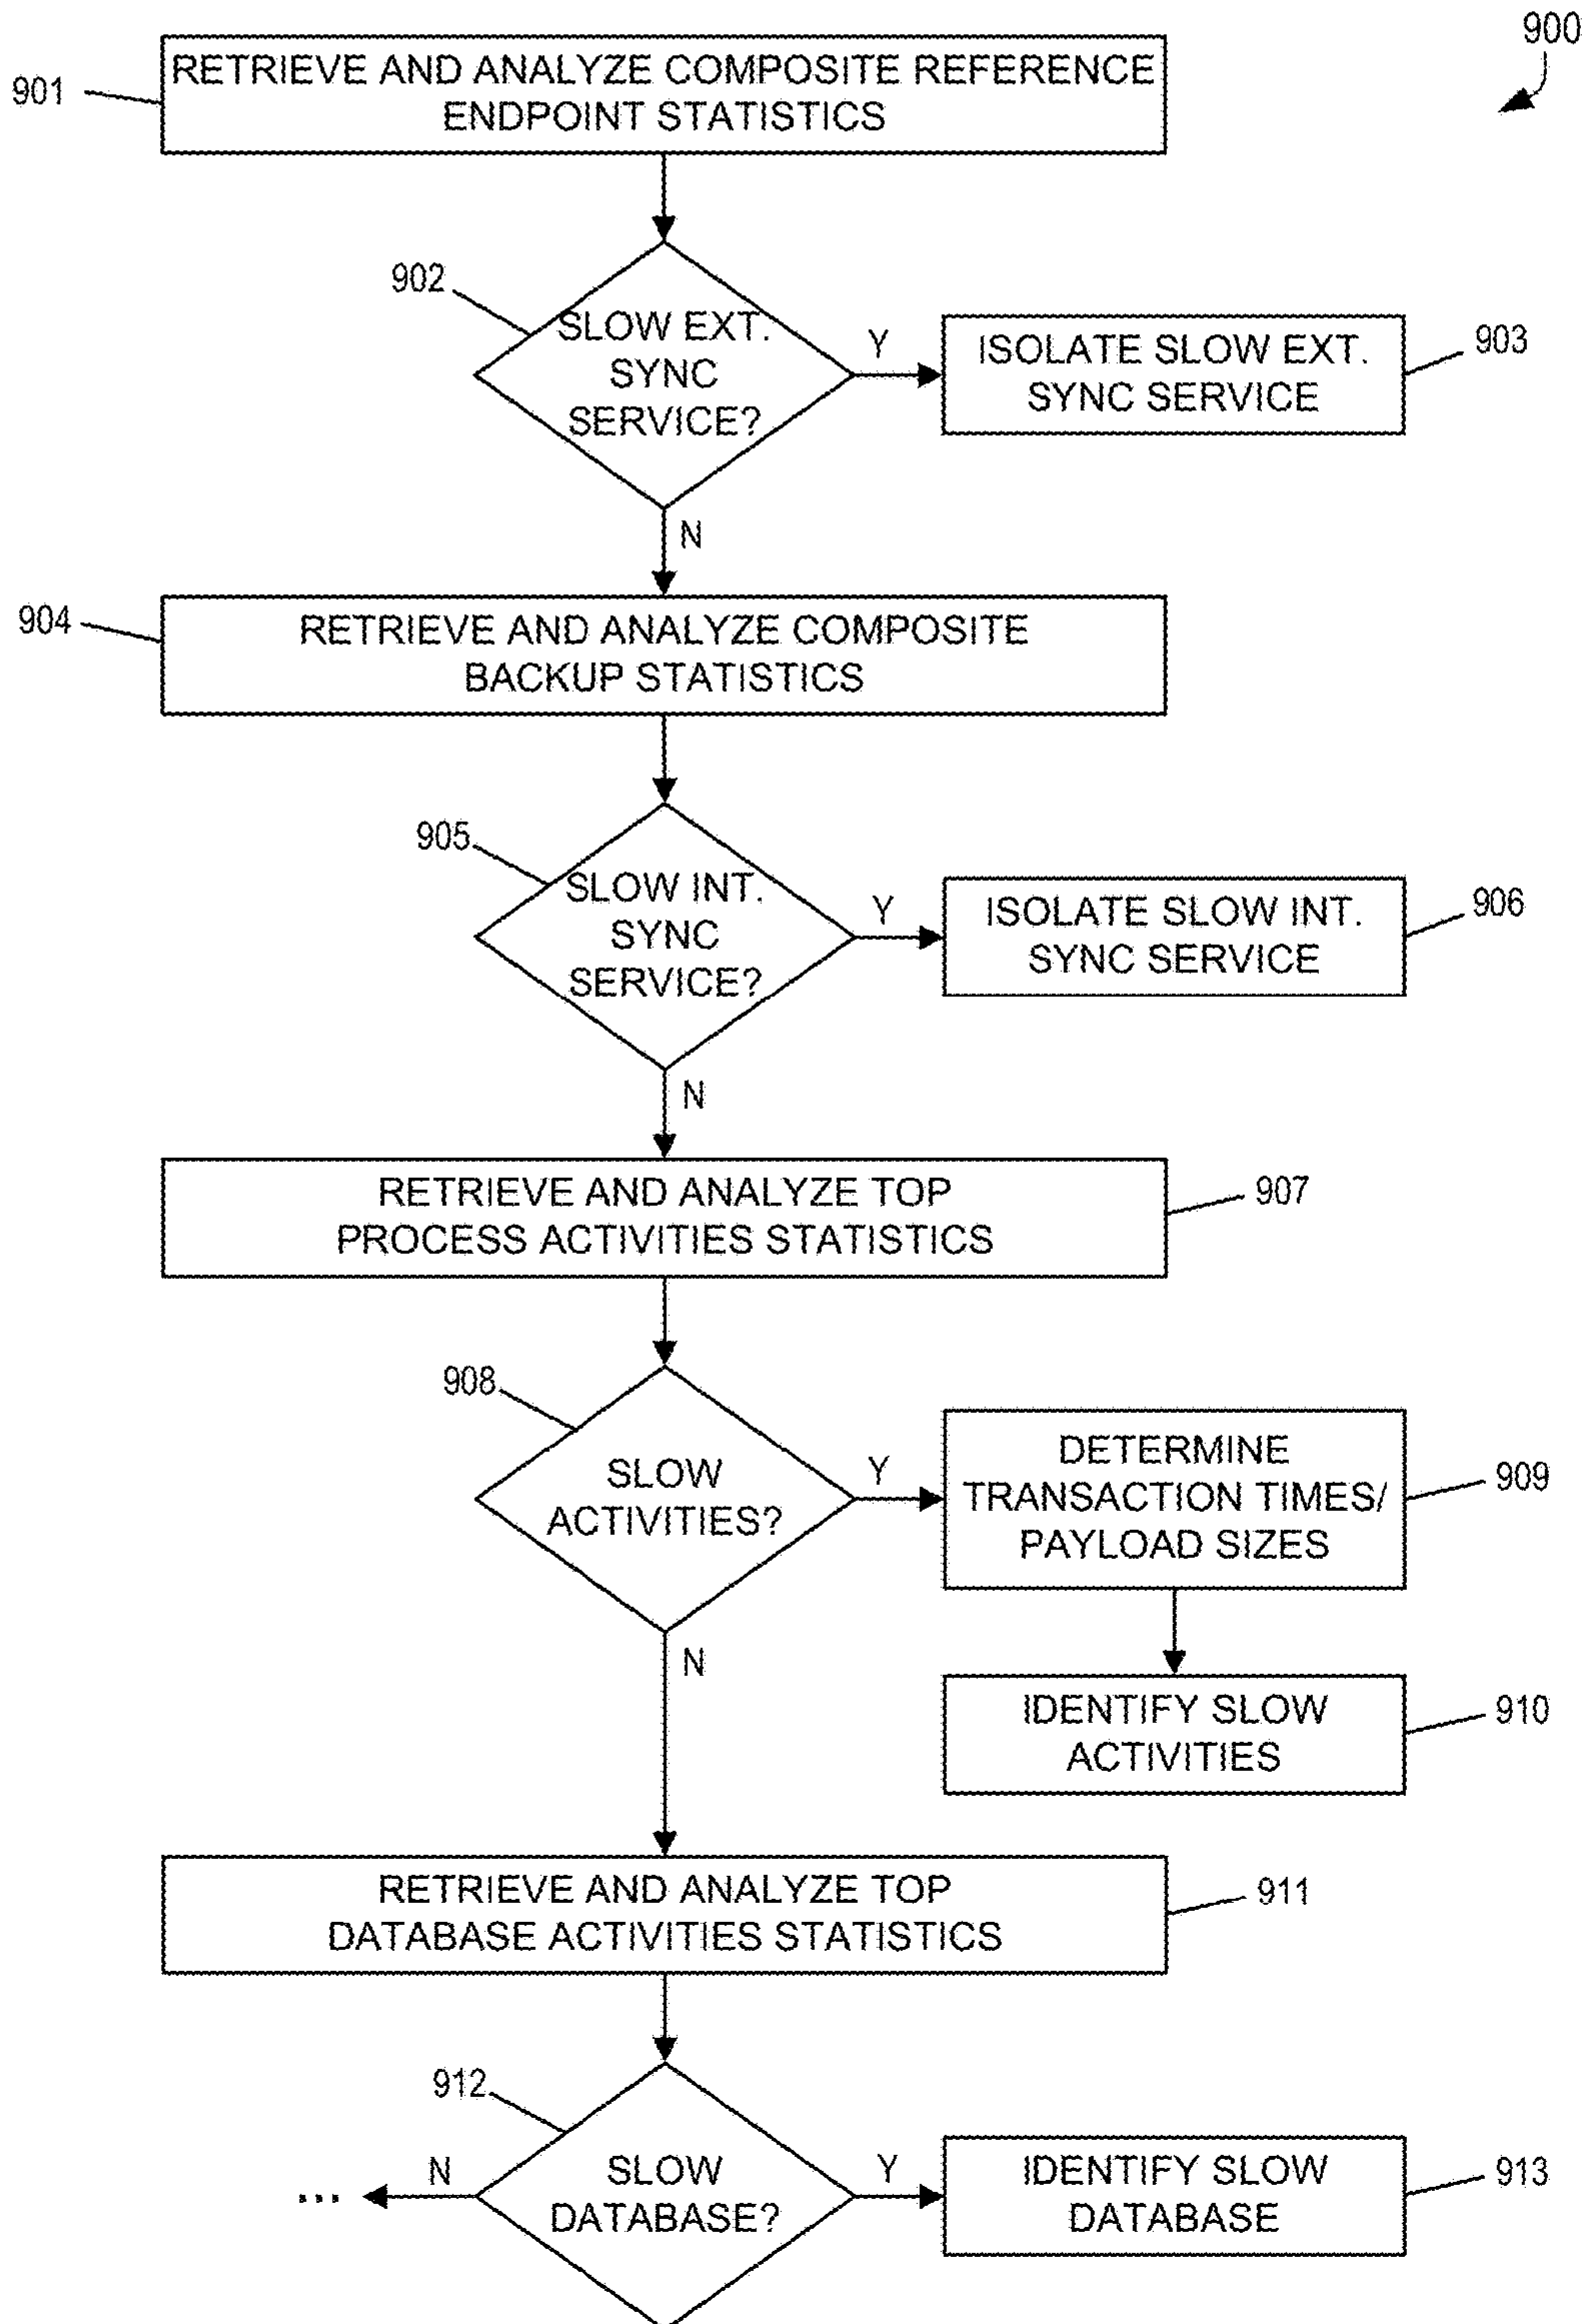 900
901
RETRIEVE AND ANALYZE COMPOSITE REFERENCE
ENDPOINT STATISTICS
902
SLOW EXT.
SYNC
SERVICE?
Y
ISOLATE SLOW EXT.
SYNC SERVICE
903
N
904
RETRIEVE AND ANALYZE COMPOSITE
BACKUP STATISTICS
905
SLOW INT.
SYNC
SERVICE?
Y
ISOLATE SLOW INT.
SYNC SERVICE
906
N
RETRIEVE AND ANALYZE TOP
PROCESS ACTIVITIES STATISTICS
907
908
SLOW
ACTIVITIES?
Y
DETERMINE
TRANSACTION TIMES/
PAYLOAD SIZES
909
N
IDENTIFY SLOW
ACTIVITIES
910
RETRIEVE AND ANALYZE TOP
DATABASE ACTIVITIES STATISTICS
911
912
...
N
SLOW
DATABASE?
Y
IDENTIFY SLOW
DATABASE
913